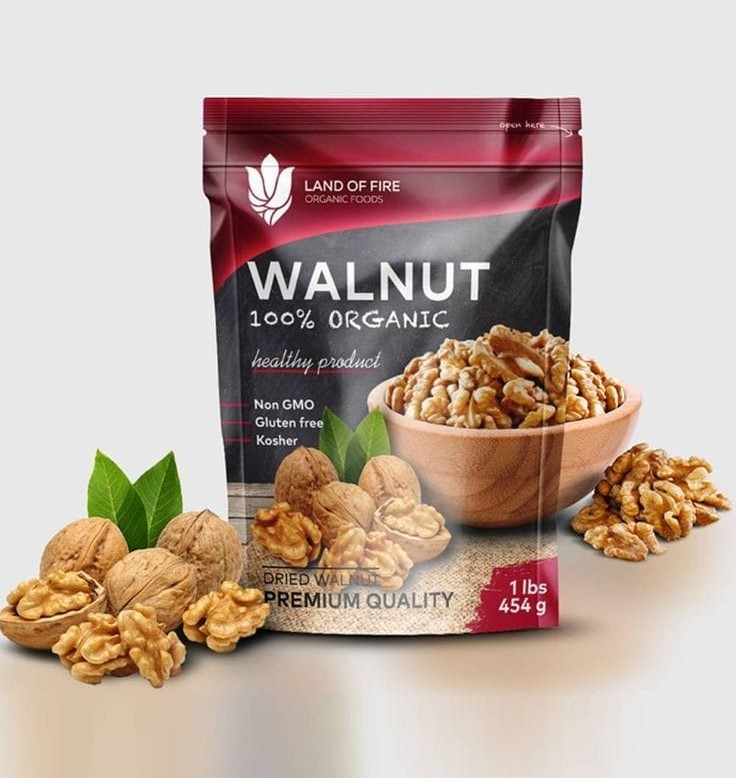 open here
LAND OF FIRE
ORGANIC FOODS
WALNUT
100% ORGANIC
healthy product
Non GMO
Gluten free
Kosher
DRIED WALNUT
PREMIUM QUALITY
1 lbs
454 g